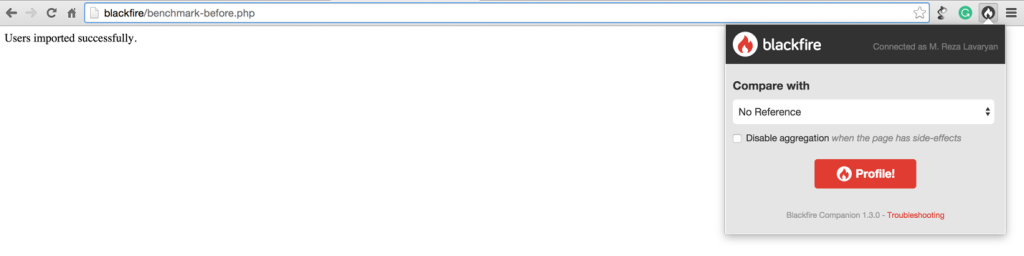 blackfire/benchmark-before.php
Users imported successfully.
blackfire
Connected as M. Reza Lavaryan
Compare with
No Reference
Disable aggregation when the page has side-effects
Profile!
Blackfire Companion 1.3.0 - Troubleshooting